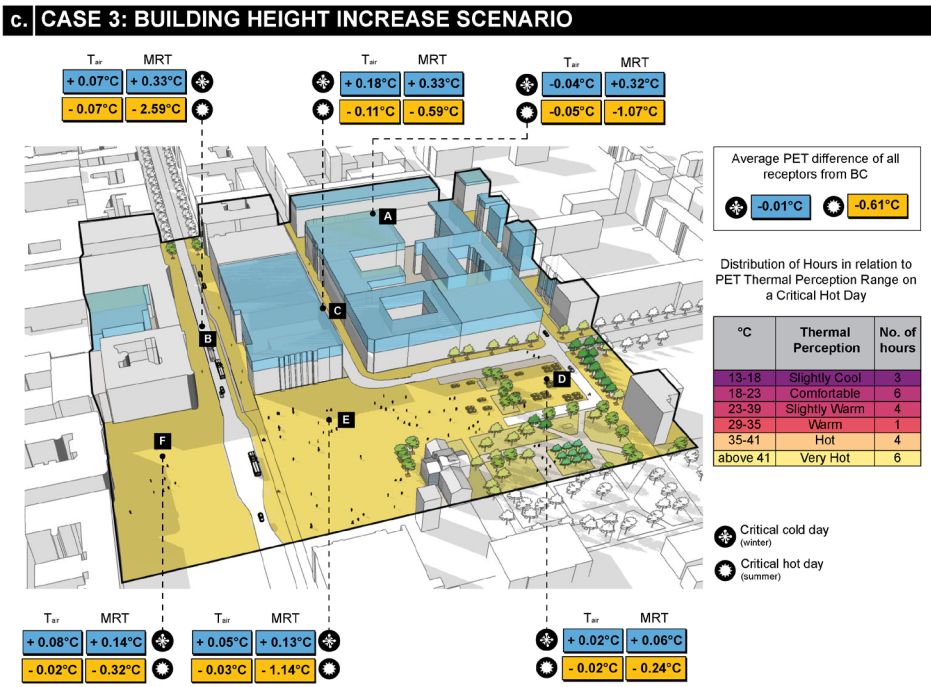 c. CASE 3: BUILDING HEIGHT INCREASE SCENARIO
Tair MRT
+ 0.07°C + 0.33°C
- 0.07°C - 2.59°C
Tair MRT
+ 0.18°C + 0.33°C
- 0.11°C - 0.59°C
Tair MRT
-0.04°C +0.32°C
-0.05°C -1.07°C
A
B
C
D
E
F
Average PET difference of all
receptors from BC
-0.01°C -0.61°C
Distribution of Hours in relation to
PET Thermal Perception Range on
a Critical Hot Day
°C Thermal Perception No. of hours
13-18 Slightly Cool 3
18-23 Comfortable 6
23-39 Slightly Warm 4
29-35 Warm 1
35-41 Hot 4
above 41 Very Hot 6
Critical cold day
(winter)
Critical hot day
(summer)
Tair MRT
+ 0.08°C + 0.14°C
- 0.02°C - 0.32°C
Tair MRT
+ 0.05°C + 0.13°C
- 0.03°C - 1.14°C
Tair MRT
+ 0.02°C + 0.06°C
- 0.02°C - 0.24°C